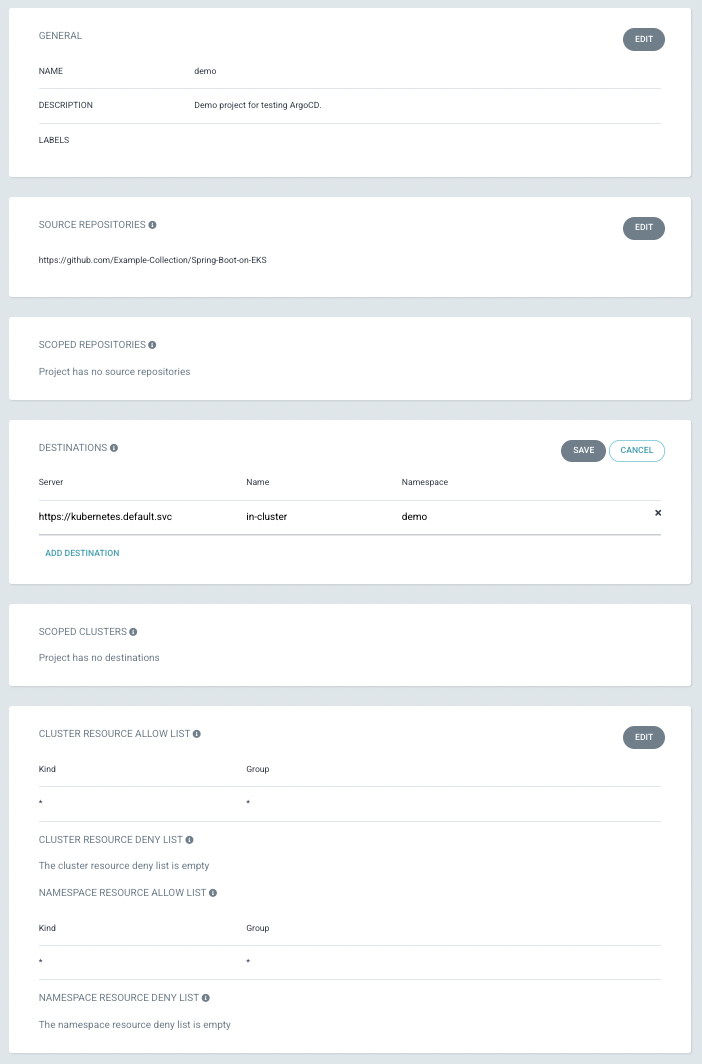 GENERAL
EDIT
NAME demo
DESCRIPTION Demo project for testing ArgoCD.
LABELS
SOURCE REPOSITORIES
EDIT
https://github.com/Example-Collection/Spring-Boot-on-EKS
SCOPED REPOSITORIES
Project has no source repositories
DESTINATIONS
SAVE CANCEL
Server Name Namespace
https://kubernetes.default.svc in-cluster demo
ADD DESTINATION
SCOPED CLUSTERS
Project has no destinations
CLUSTER RESOURCE ALLOW LIST
EDIT
Kind Group
* *
CLUSTER RESOURCE DENY LIST
The cluster resource deny list is empty
NAMESPACE RESOURCE ALLOW LIST
Kind Group
* *
NAMESPACE RESOURCE DENY LIST
The namespace resource deny list is empty